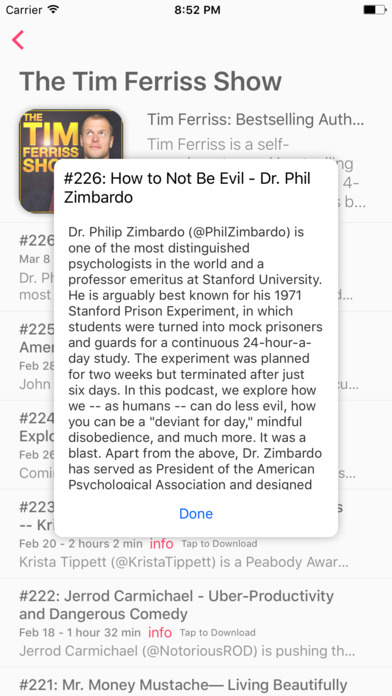 Carrier 8:52 PM
The Tim Ferriss Show
THE
TIM
FERRISS
SHO
Tim Ferriss: Bestselling Auth...
Tim Ferriss is a self-
4-
#226: How to Not Be Evil - Dr. Phil
Zimbardo
Dr. Philip Zimbardo (@PhilZimbardo) is
one of the most distinguished
psychologists in the world and a
professor emeritus at Stanford University.
He is arguably best known for his 1971
Stanford Prison Experiment, in which
students were turned into mock prisoners
and guards for a continuous 24-hour-a-
day study. The experiment was planned
for two weeks but terminated after just
six days. In this podcast, we explore how
we -- as humans -- can do less evil, how
you can be a "deviant for day," mindful
disobedience, and much more. It was a
blast. Apart from the above, Dr. Zimbardo
has served as President of the American
Psychological Association and designed
Done
#226
Mar 8
Dr. Ph
most
#225
Amer
Feb 28
John
#224
Explo
Feb 26
Comin
#223
-- Kri
Feb 20 - 2 hours 2 min info Tap to Download
Krista Tippett (@KristaTippett) is a Peabody Awar...
#222: Jerrod Carmichael - Uber-Productivity
and Dangerous Comedy
Feb 18 - 1 hour 32 min info Tap to Download
Jerrod Carmichael (@NotoriousROD) is pushing th...
#221: Mr. Money Mustache— Living Beautifully